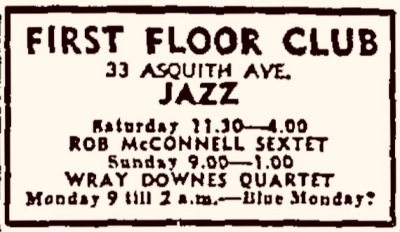 FIRST FLOOR CLUB
33 ASQUITH AVE.
JAZZ
Saturday 11.30—4.00
ROB McCONNELL SEXTET
Sunday 9.00—1.00
WRAY DOWNES QUARTET
Monday 9 till 2 a.m.—Blue Monday?